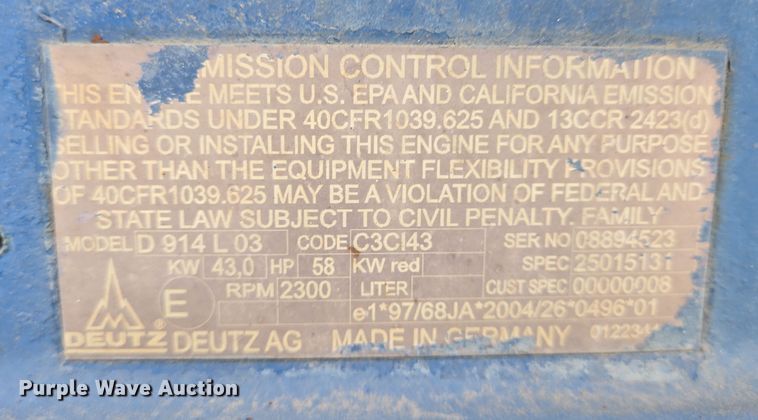 MISSION CONTROL INFORMATION
THIS EN NE MEETS U.S. EPA AND CALIFORNIA EMISSION
STANDARDS UNDER 40CFR1039.625 AND 13CCR 2423(d)
SELLING OR INSTALLING THIS ENGINE FOR ANY PURPOSE
OTHER THAN THE EQUIPMENT FLEXIBILITY PROVISIONS
OF 40CFR1039.625 MAY BE A VIOLATION OF FEDERAL AND
STATE LAW SUBJECT TO CIVIL PENALTY. FAMILY
MODEL D 914 L 03 CODE C3CI43 SER NO 08894523
KW 43,0 HP 58 KW red SPEC 25015131
E RPM 2300 LITER CUST SPEC 00000008
e1*97/68JA*2004/26*0496*01
DEUTZ ® DEUTZ AG MADE IN GERMANY
Purple Wave Auction